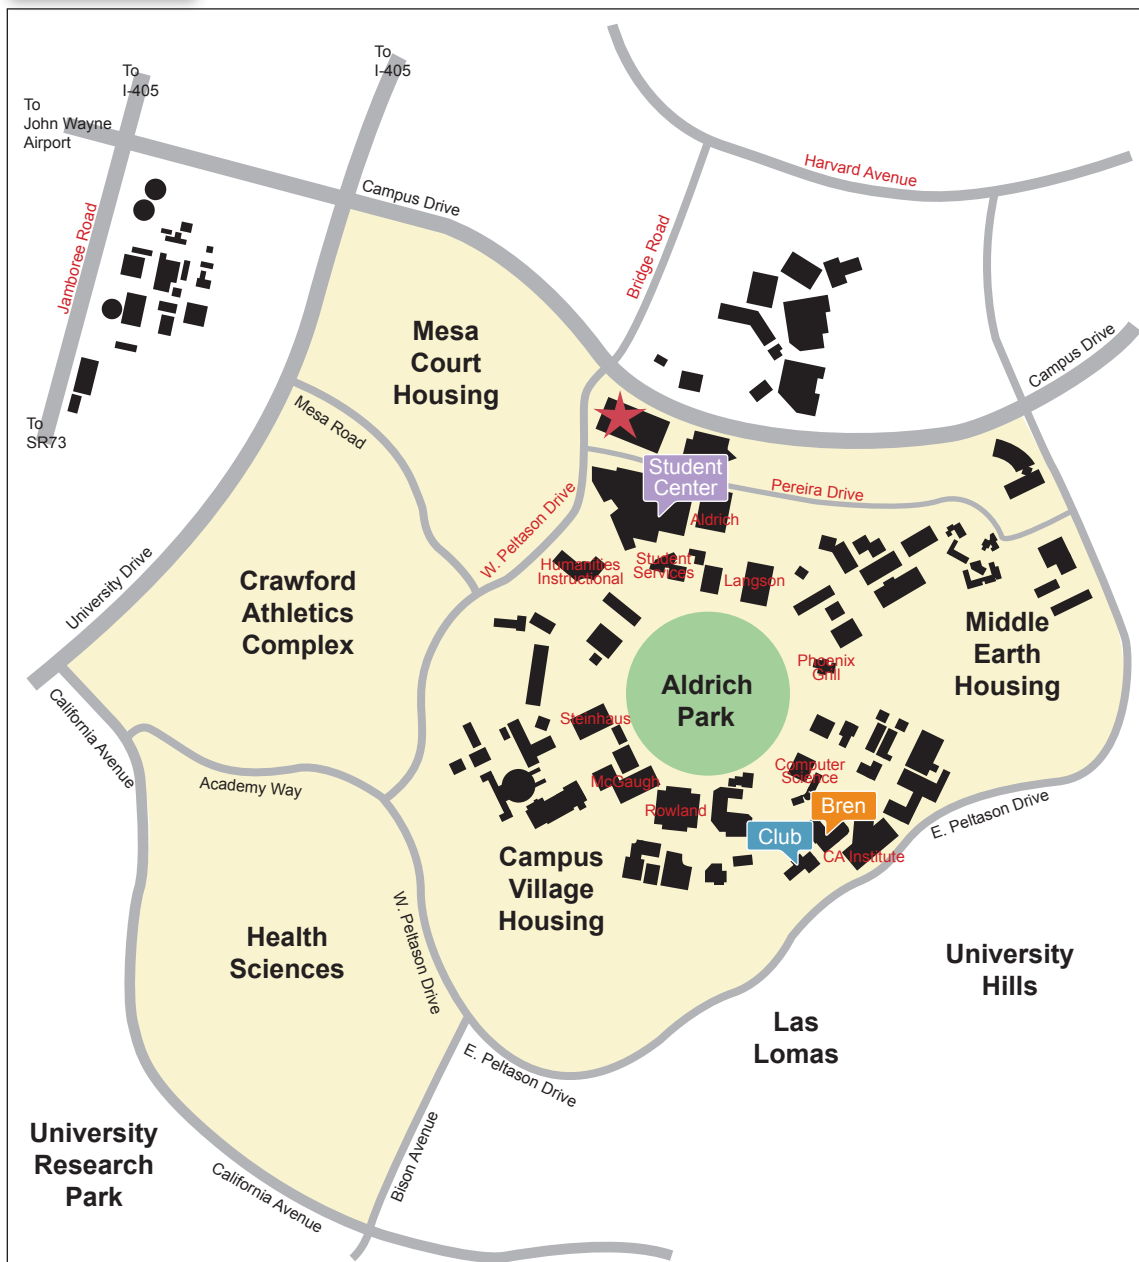 To
I-405
To
I-405
To
John Wayne
Airport
Harvard Avenue
Campus Drive
Jamboree Road
Bridge Road
Mesa
Court
Housing
Campus Drive
Mesa Road
To
SR73
Student
Center
Pereira Drive
W. Peltason Drive
Aldrich
University Drive
Humanities
Instructional
Student
Services
Langson
Crawford
Athletics
Complex
Middle
Earth
Housing
Phoenix
Grill
Aldrich
Park
California Avenue
Steinhaus
Academy Way
McGaugh
Computer
Science
Rowland
Bren
E. Peltason Drive
Club
CA Institute
Campus
Village
Housing
W. Peltason Drive
Health
Sciences
University
Hills
Las
Lomas
E. Peltason Drive
University
Research
Park
Bison Avenue
California Avenue